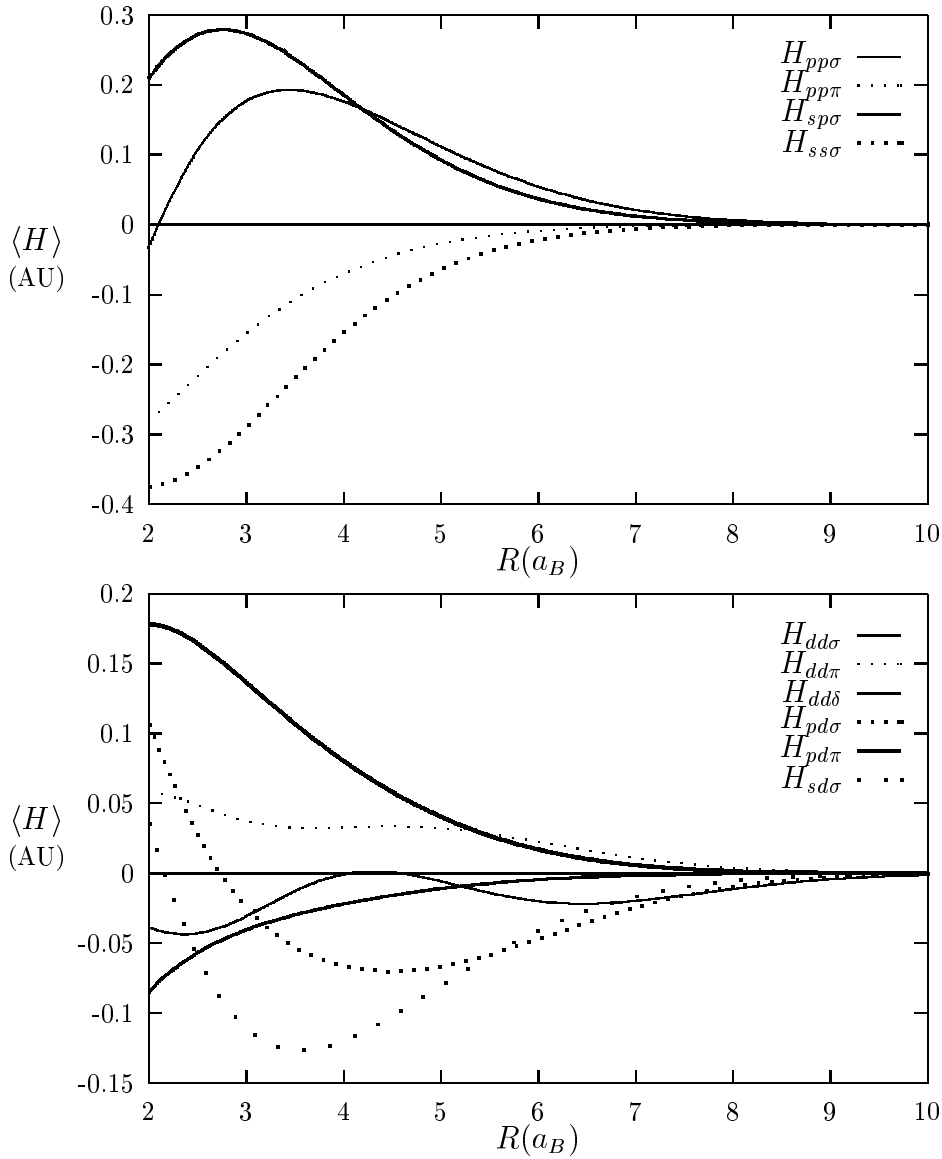 0.3
0.2
0.1
0
-0.1
-0.2
-0.3
-0.4
⟨H⟩
(AU)
H_{ppσ}
H_{ppπ}
H_{spσ}
H_{ssσ}
2 3 4 5 6 7 8 9 10
R(a_B)
0.2
0.15
0.1
0.05
0
-0.05
-0.1
-0.15
⟨H⟩
(AU)
H_{ddσ}
H_{ddπ}
H_{ddδ}
H_{pdσ}
H_{pdπ}
H_{sdσ}
2 3 4 5 6 7 8 9 10
R(a_B)